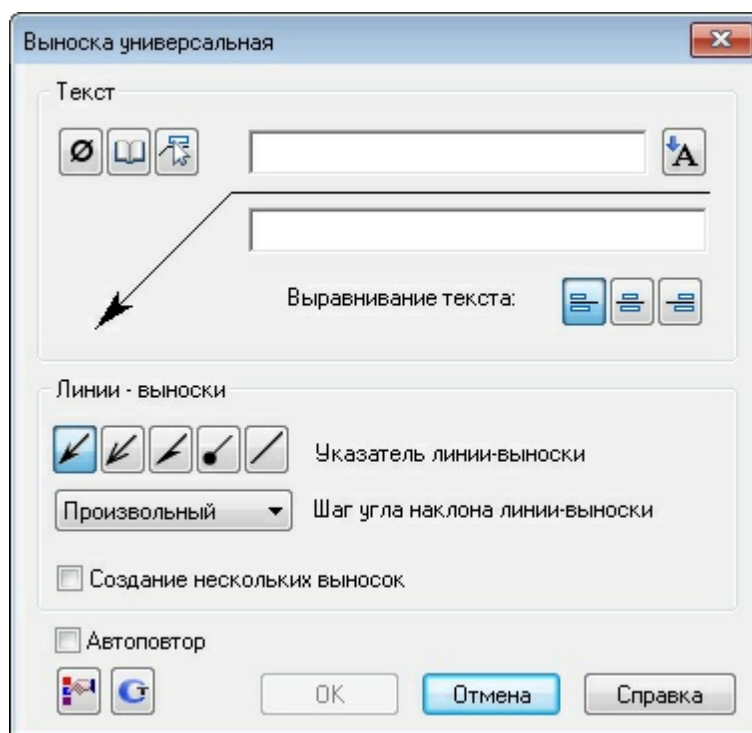 Выноска универсальная
Текст
Ø
A
Выравнивание текста:
Линии - выноски
Указатель линии-выноски
Произвольный
Шаг угла наклона линии-выноски
Создание нескольких выносок
Автоповтор
OK
Отмена
Справка